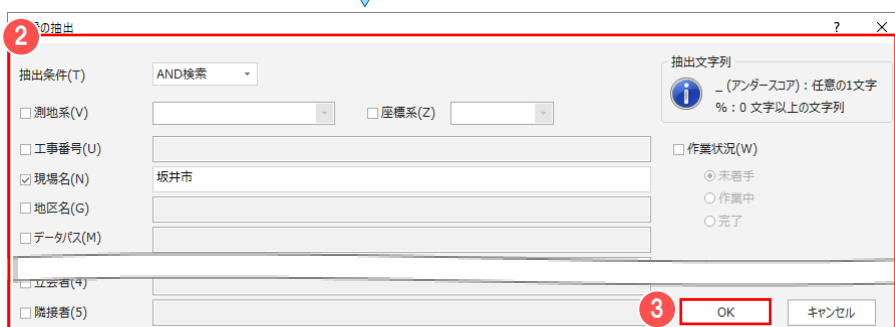 2
の抽出
? ×
抽出条件(T)
AND検索
抽出文字列
_ (アンダースコア) : 任意の1文字
% : 0 文字以上の文字列
測地系(V)
座標系(Z)
工事番号(U)
作業状況(W)
現場名(N)
坂井市
未着手
地区名(G)
作業中
完了
データパス(M)
立会者(4)
隣接者(5)
3
OK
キャンセル